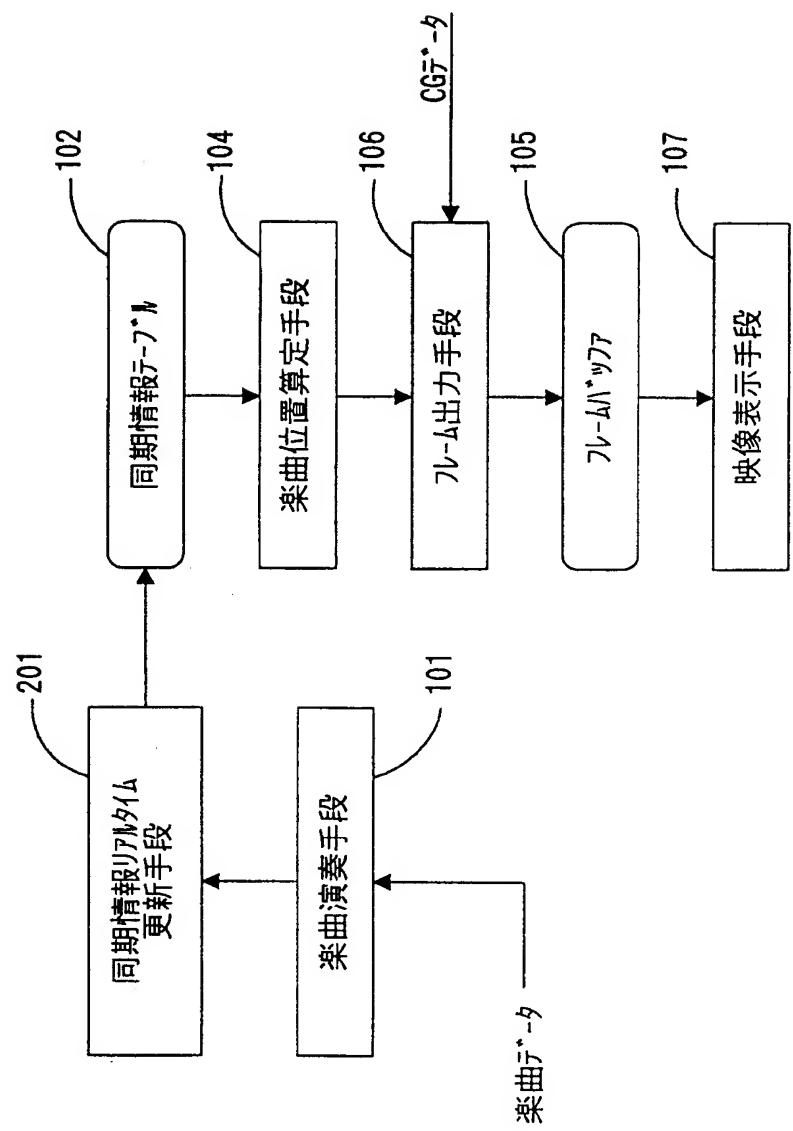 201
102
同期情報ﾘｱﾙﾀｲﾑ
更新手段
同期情報ﾃｰﾌﾞﾙ
104
楽曲位置算定手段
101
楽曲演奏手段
106
CGﾃﾞｰﾀ
ﾌﾚｰﾑ出力手段
楽曲ﾃﾞｰﾀ
105
ﾌﾚｰﾑﾊﾞｯﾌｧ
107
映像表示手段